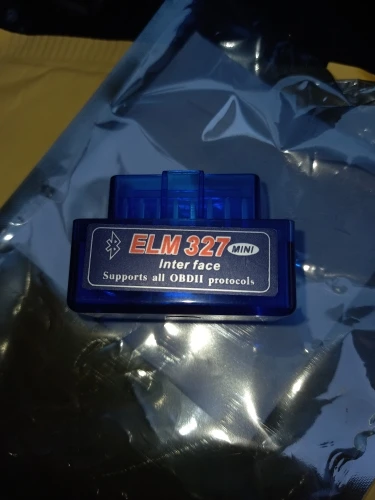 ELM 327 MINI
Inter face
Supports all OBDII protocols